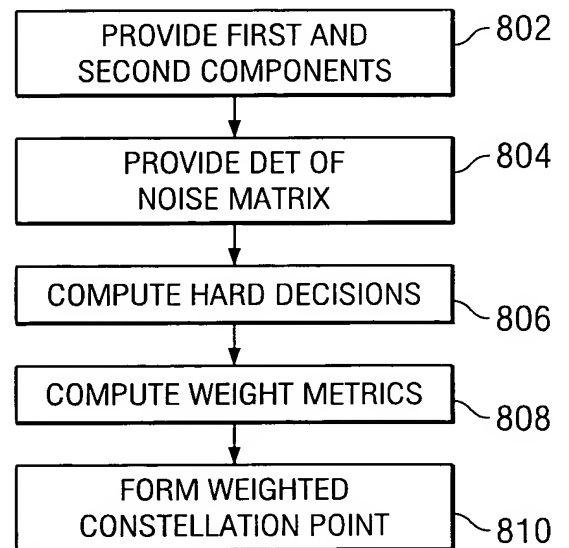 PROVIDE FIRST AND
SECOND COMPONENTS
802
PROVIDE DET OF
NOISE MATRIX
804
COMPUTE HARD DECISIONS
806
COMPUTE WEIGHT METRICS
808
FORM WEIGHTED
CONSTELLATION POINT
810